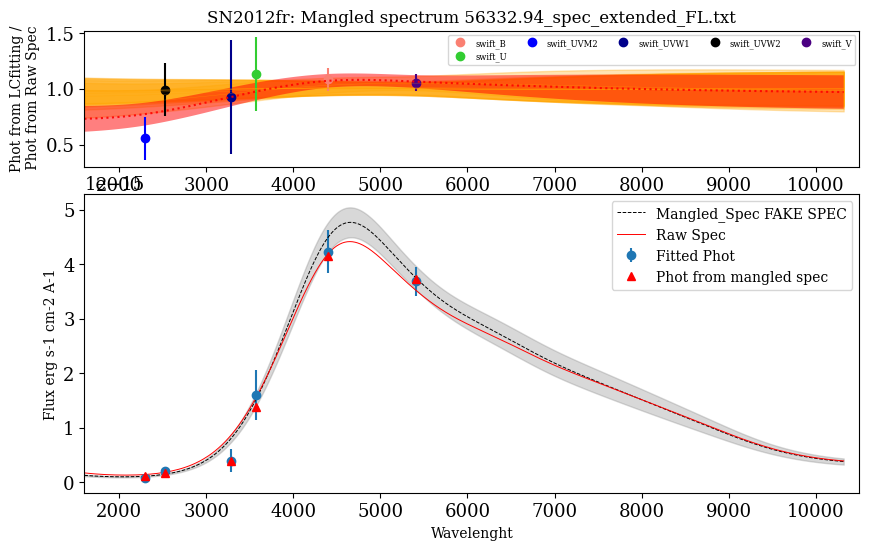 SN2012fr: Mangled spectrum 56332.94_spec_extended_FL.txt
Phot from LCfitting /
Phot from Raw Spec
1.5
1.0
0.5
swift_B
swift_UVM2
swift_UVW1
swift_UVW2
swift_V
swift_U
2000 3000 4000 5000 6000 7000 8000 9000 10000
1e−15
Flux erg s-1 cm-2 A-1
5
4
3
2
1
0
Mangled_Spec FAKE SPEC
Raw Spec
Fitted Phot
Phot from mangled spec
2000 3000 4000 5000 6000 7000 8000 9000 10000
Wavelenght